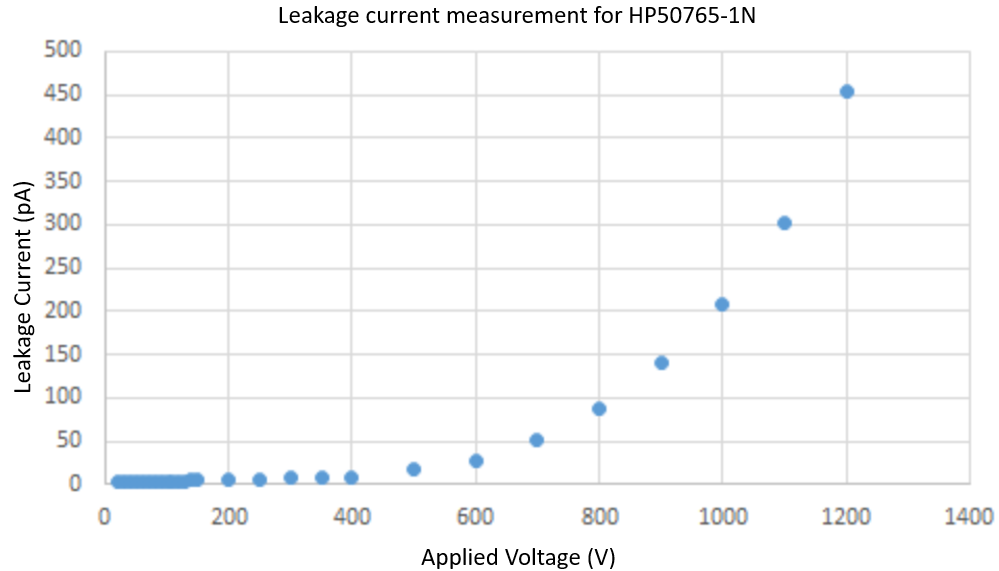 Leakage current measurement for HP50765-1N
500
450
400
350
300
250
200
150
100
50
0
Leakage Current (pA)
0 200 400 600 800 1000 1200 1400
Applied Voltage (V)